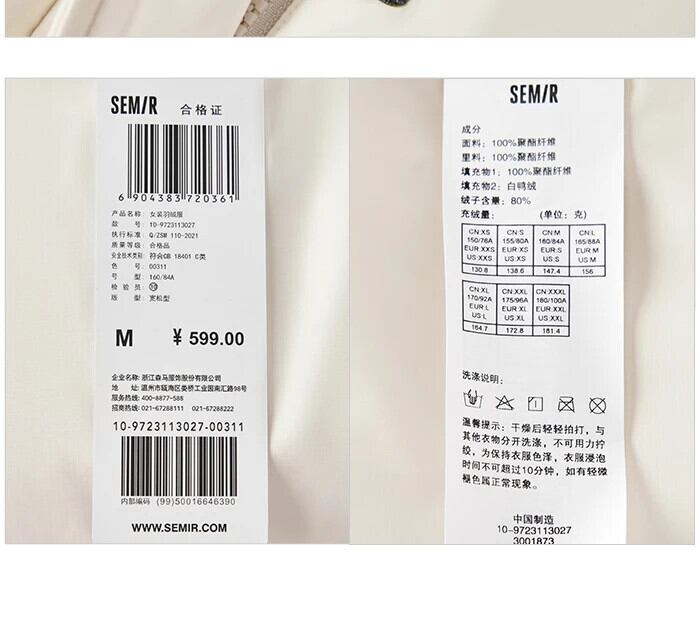 SEMIR 合格证
6 904383 720361
产品名称: 女装羽绒服
款 号: 10-9723113027
执行标准: Q/ZSM 110-2021
质量等级: 合格品
安全技术类别: 符合GB 18401 C类
色 号: 00311
号 型: 160/84A
检 验 员:
版 型: 宽松型
M ¥ 599.00
企业名称: 浙江森马服饰股份有限公司
地 址: 温州市瓯海区娄桥工业园南汇路98号
服务热线: 400-8877-588
招商热线: 021-67288111 021-67288222
10-9723113027-00311
内部编码 (99)50016646390
WWW.SEMIR.COM
SEMIR
成分
面料: 100%聚酯纤维
里料: 100%聚酯纤维
填充物1: 100%聚酯纤维
填充物2: 白鸭绒
绒子含量: 80%
充绒量: (单位: 克)
CN:XS CN:S CN:M CN:L
150/76A 155/80A 160/84A 165/88A
EUR:XXS EUR:XS EUR:S EUR:M
US:XXS US:XS US:S US:M
130.8 138.6 147.4 156
CN:XL CN:XXL CN:XXXL
170/92A 175/96A 180/100A
EUR:L EUR:XL EUR:XXL
US:L US:XL US:XXL
164.7 172.8 181.4
洗涤说明:
温馨提示: 干燥后轻轻拍打, 与
其他衣物分开洗涤, 不可用力拧
绞, 为保持衣服色泽, 衣服浸泡
时间不可超过10分钟, 如有轻微
褪色属正常现象。
中国制造
10-9723113027
3001873